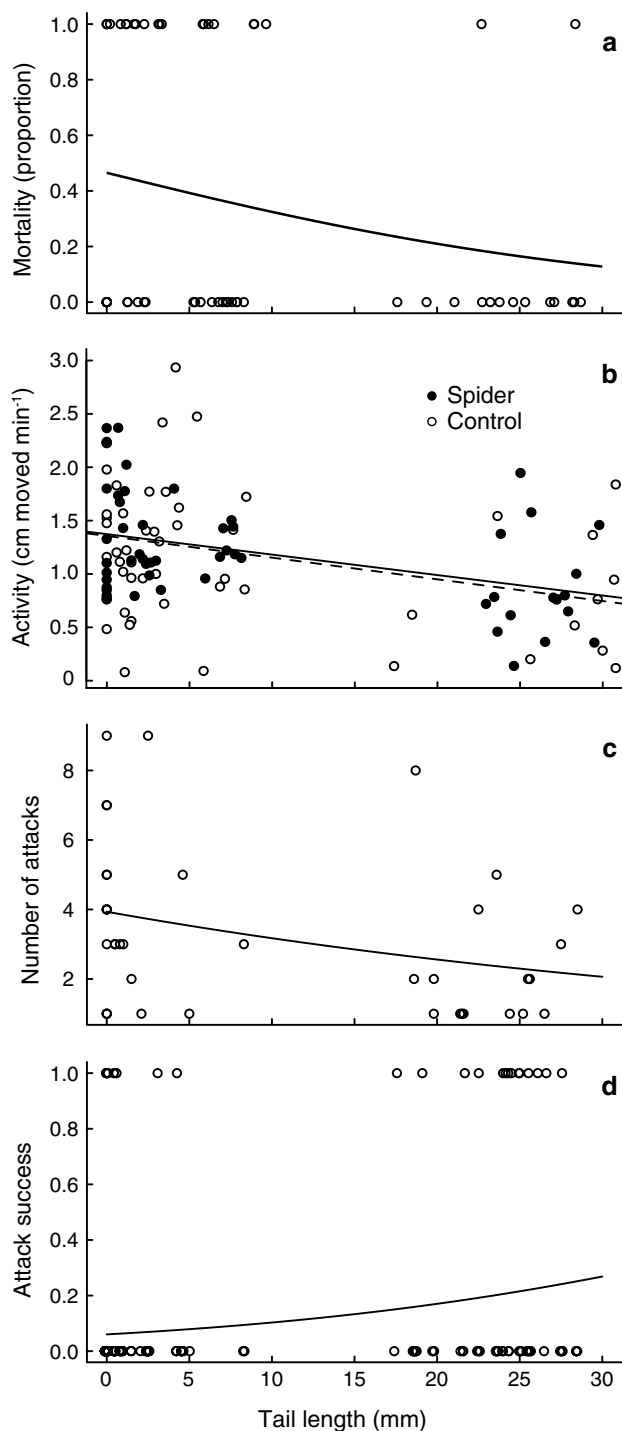 a
Mortality (proportion)
1.0
0.8
0.6
0.4
0.2
0.0
b
Activity (cm moved min⁻¹)
3.0
2.5
2.0
1.5
1.0
0.5
0
Spider
Control
c
Number of attacks
8
6
4
2
d
Attack success
1.0
0.8
0.6
0.4
0.2
0.0
0 5 10 15 20 25 30
Tail length (mm)